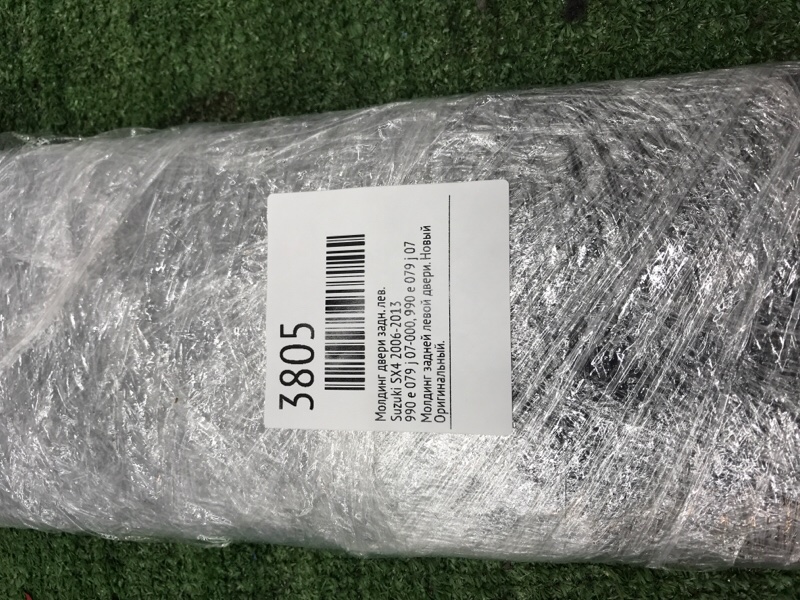 3805
Молдинг двери задн. лев.
Suzuki SX4 2006-2013
990 e 079 j 07-000, 990 e 079 j 07
Молдинг задней левой двери. Новый
Оригинальный.